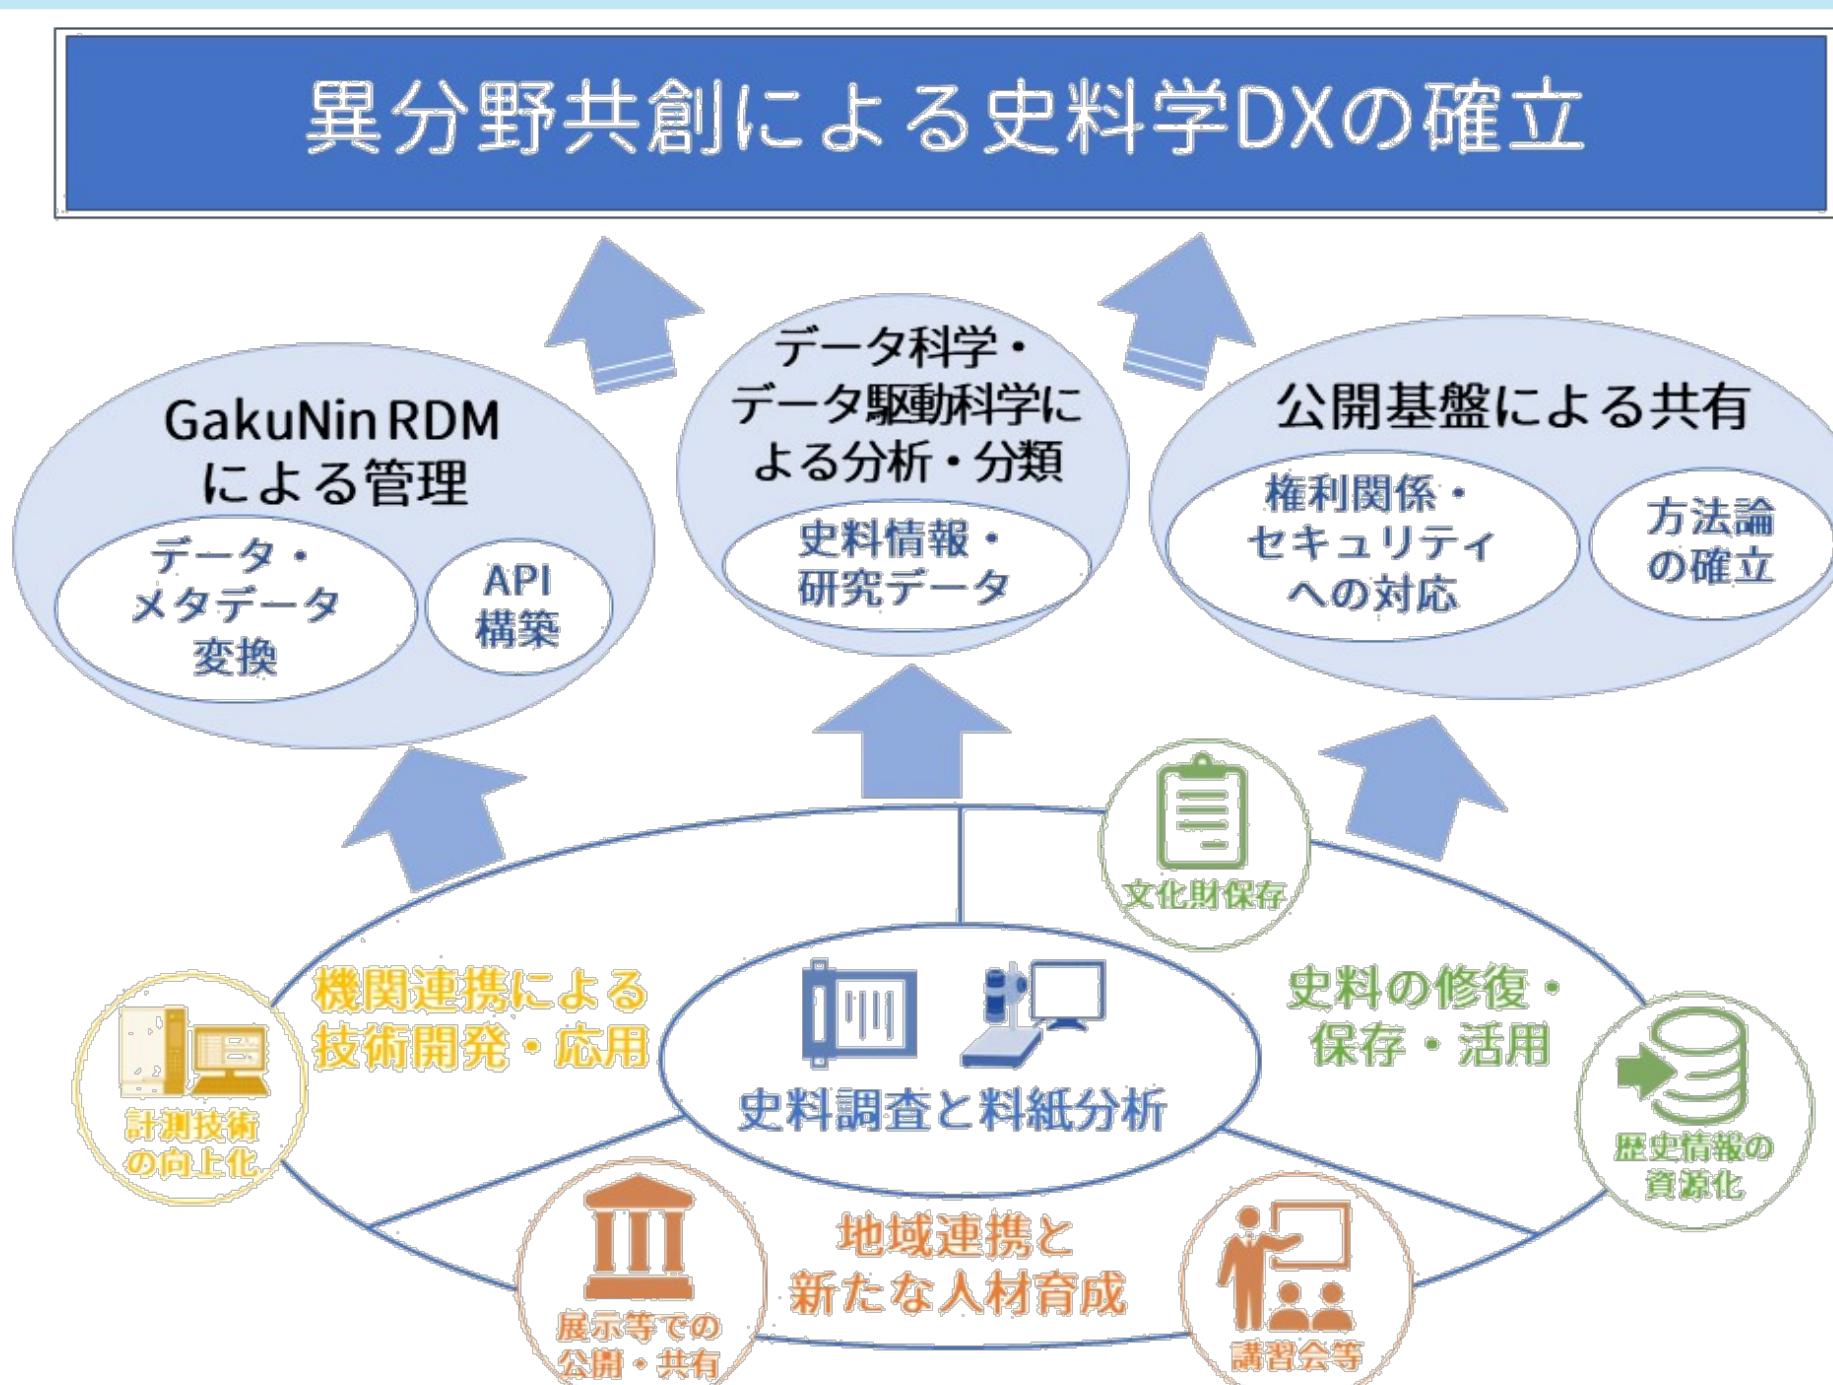 異分野共創による史料学DXの確立
GakuNin RDM
による管理
データ・
メタデータ
変換
API
構築
データ科学・
データ駆動科学に
よる分析・分類
史料情報・
研究データ
公開基盤による共有
権利関係・
セキュリティ
への対応
方法論
の確立
文化財保存
機関連携による
技術開発・応用
計測技術
の向上化
史料調査と料紙分析
史料の修復・
保存・活用
歴史情報の
資源化
地域連携と
新たな人材育成
展示等での
公開・共有
講習会等